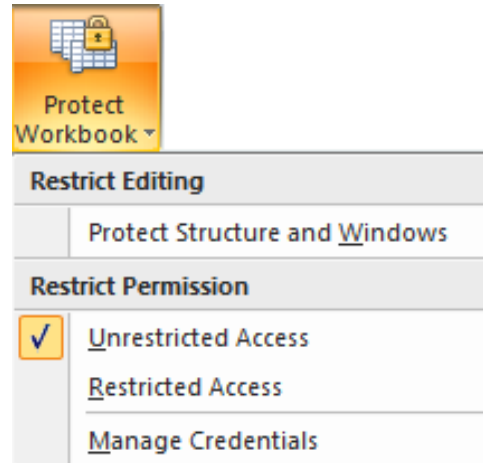 Protect
Workbook
Restrict Editing
Protect Structure and Windows
Restrict Permission
Unrestricted Access
Restricted Access
Manage Credentials